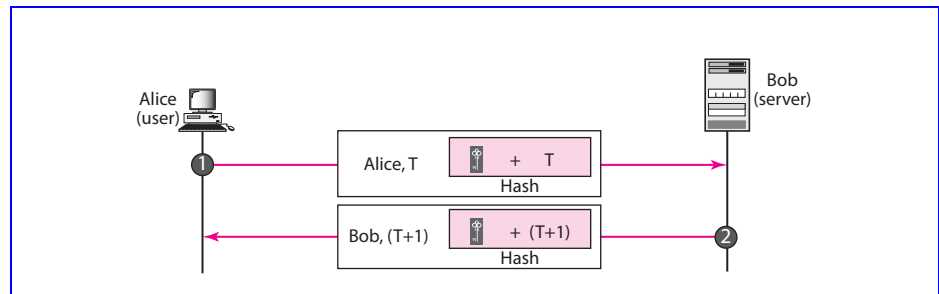 Alice
(user)
Bob
(server)
1
Alice, T
+ T
Hash
Bob, (T+1)
+ (T+1)
Hash
2